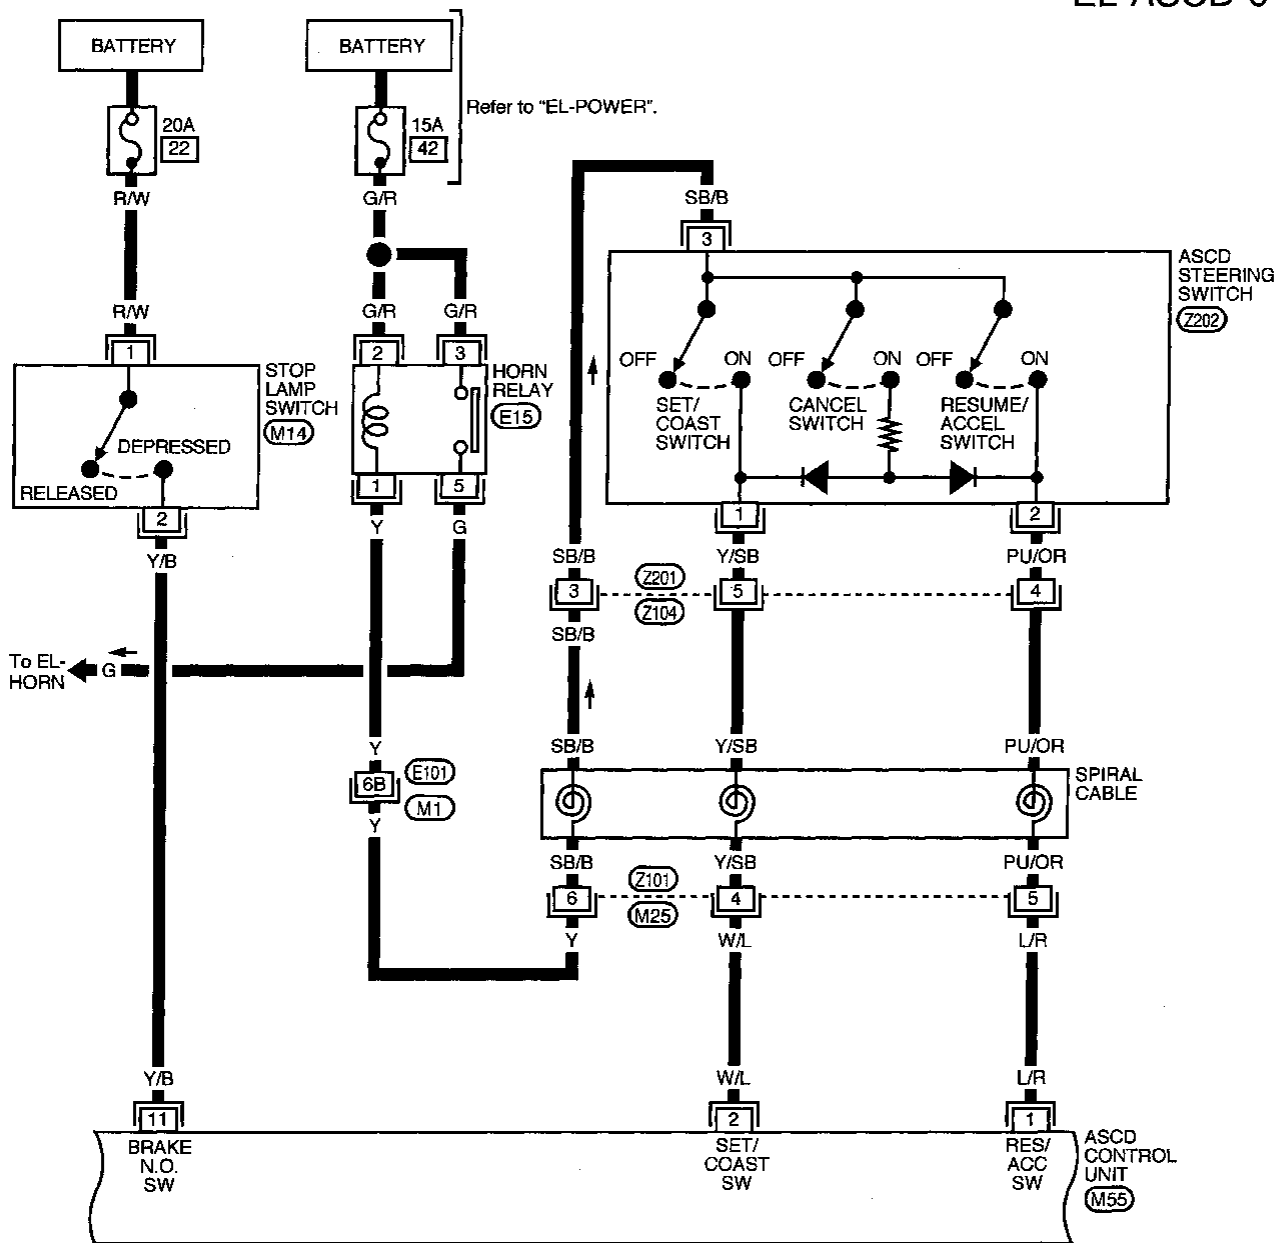 BATTERY
BATTERY
Refer to "EL-POWER".
20A
22
15A
42
R/W
G/R
SB/B
3
ASCD
STEERING
SWITCH
Z202
R/W
G/R
G/R
1
2
3
STOP
LAMP
SWITCH
M14
HORN
RELAY
E15
OFF
ON
OFF
ON
OFF
ON
SET/
COAST
SWITCH
CANCEL
SWITCH
RESUME/
ACCEL
SWITCH
DEPRESSED
RELEASED
2
1
5
1
2
Y/B
Y
G
SB/B
Y/SB
PU/OR
3
Z201
Z104
5
4
SB/B
To EL-
HORN
G
Y
SB/B
Y/SB
PU/OR
6B
E101
M1
SPIRAL
CABLE
Y
SB/B
Y/SB
PU/OR
6
Z101
M25
4
5
Y
W/L
L/R
Y/B
W/L
L/R
11
2
1
BRAKE
N.O.
SW
SET/
COAST
SW
RES/
ACC
SW
ASCD
CONTROL
UNIT
M55